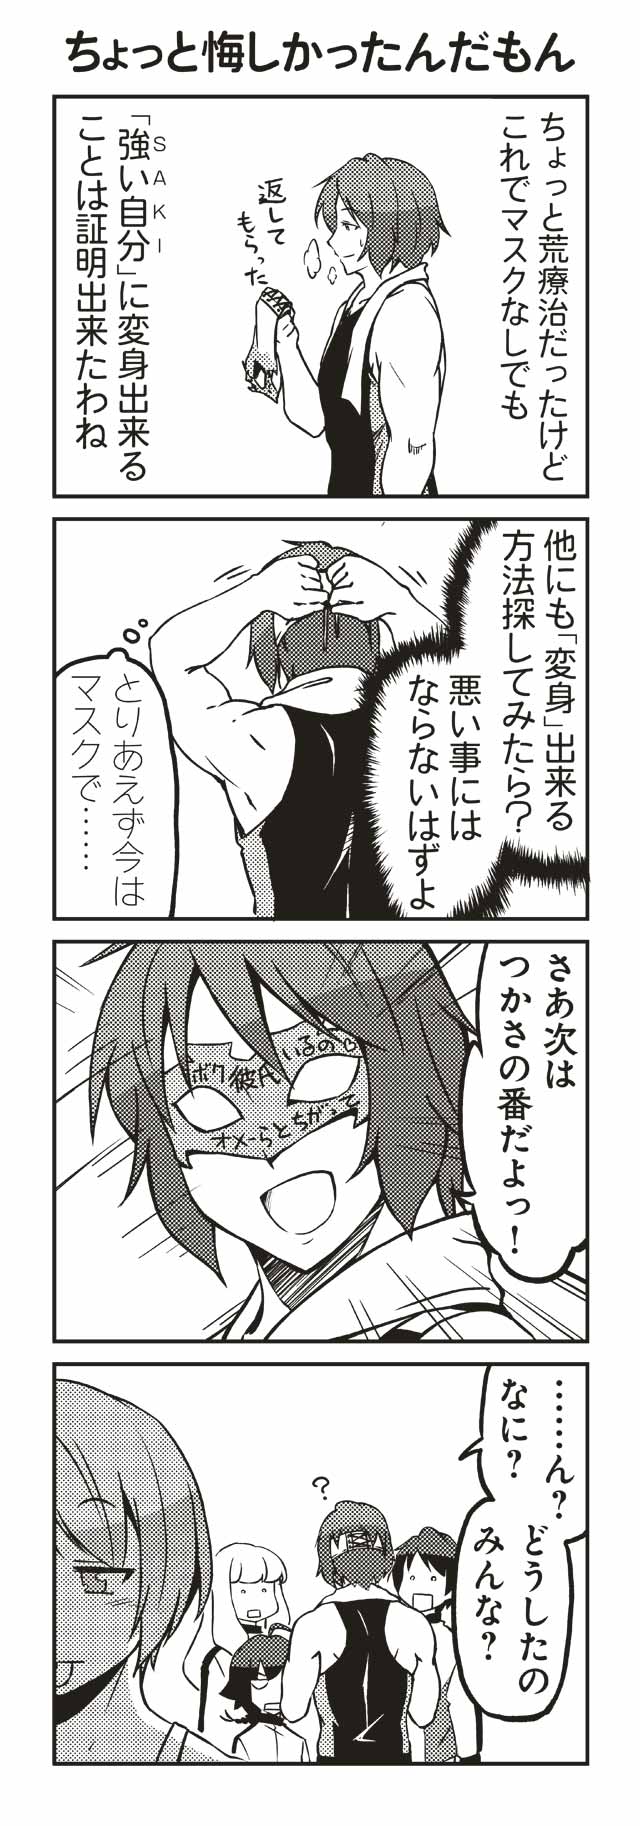 ちょっと悔しかったんだもん
ちょっと荒療治だったけど
これでマスクなしでも
返して
もらった
「強い自分」に変身出来る
SAKI
ことは証明出来たわね
他にも「変身」出来る
方法探してみたら？
悪い事には
ならないはずよ
とりあえず今は
マスクで……
さあ次は
つかさの番だよっ！
ボク彼氏いるの♡
オメーらとちがって
………ん？
なに？
どうしたの
みんな？
？